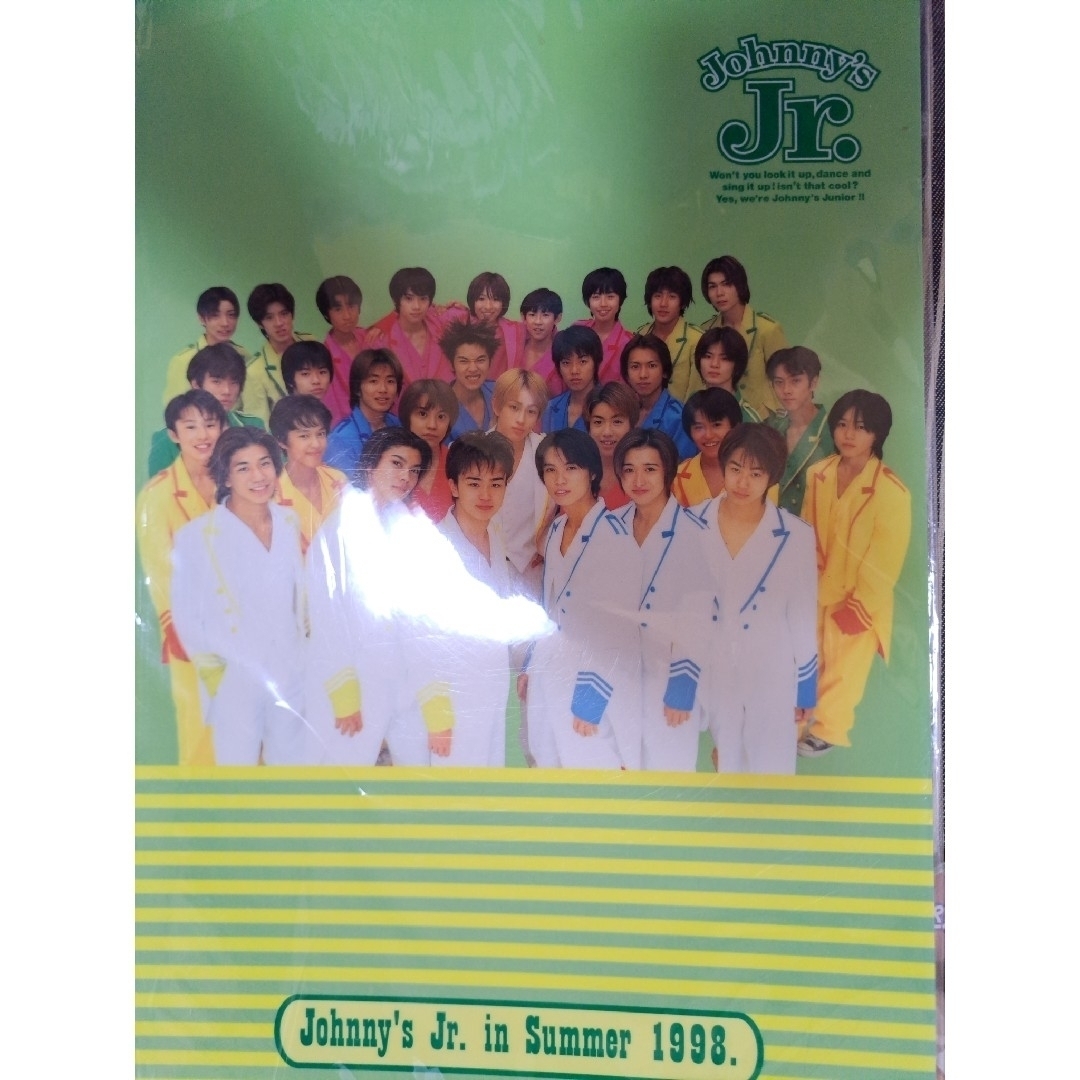 Johnny's
Jr.
Won't you look it up, dance and
sing it up! isn't that cool?
Yes, we're Johnny's Junior!!
Johnny's Jr. in Summer 1998.